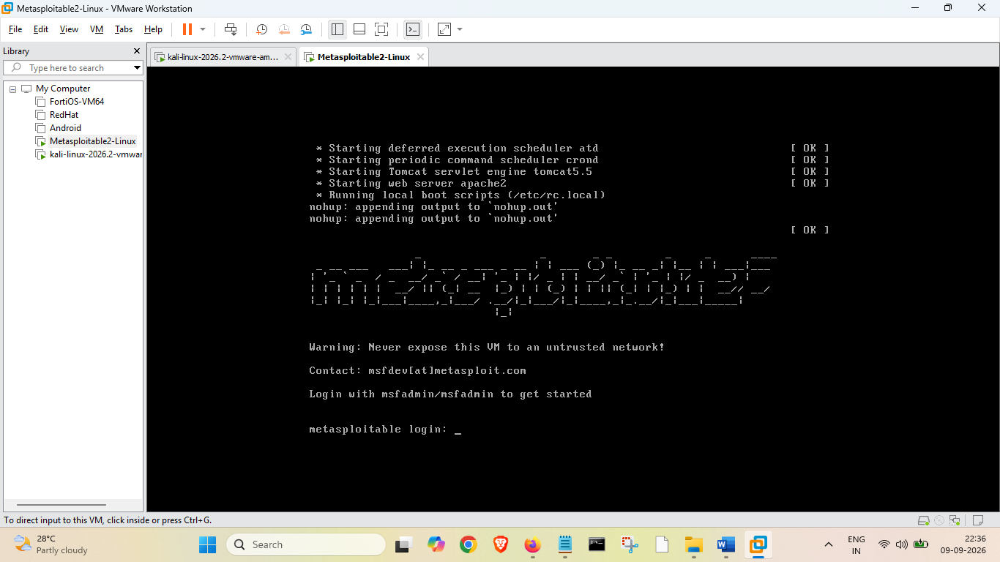 Metasploitable2-Linux - VMware Workstation
File Edit View VM Tabs Help
Library
Type here to search
My Computer
FortiOS-VM64
RedHat
Android
Metasploitable2-Linux
kali-linux-2026.2-vmwar
kali-linux-2026.2-vmware-am...
Metasploitable2-Linux
* Starting deferred execution scheduler atd [ OK ]
* Starting periodic command scheduler crond [ OK ]
* Starting Tomcat servlet engine tomcat5.5 [ OK ]
* Starting web server apache2 [ OK ]
* Running local boot scripts (/etc/rc.local)
nohup: appending output to `nohup.out'
nohup: appending output to `nohup.out'
[ OK ]
metasploitable2
Warning: Never expose this VM to an untrusted network!
Contact: msfdev[at]metasploit.com
Login with msfadmin/msfadmin to get started
metasploitable login: _
To direct input to this VM, click inside or press Ctrl+G.
28°C
Partly cloudy
Search
ENG
IN
22:36
09-09-2026